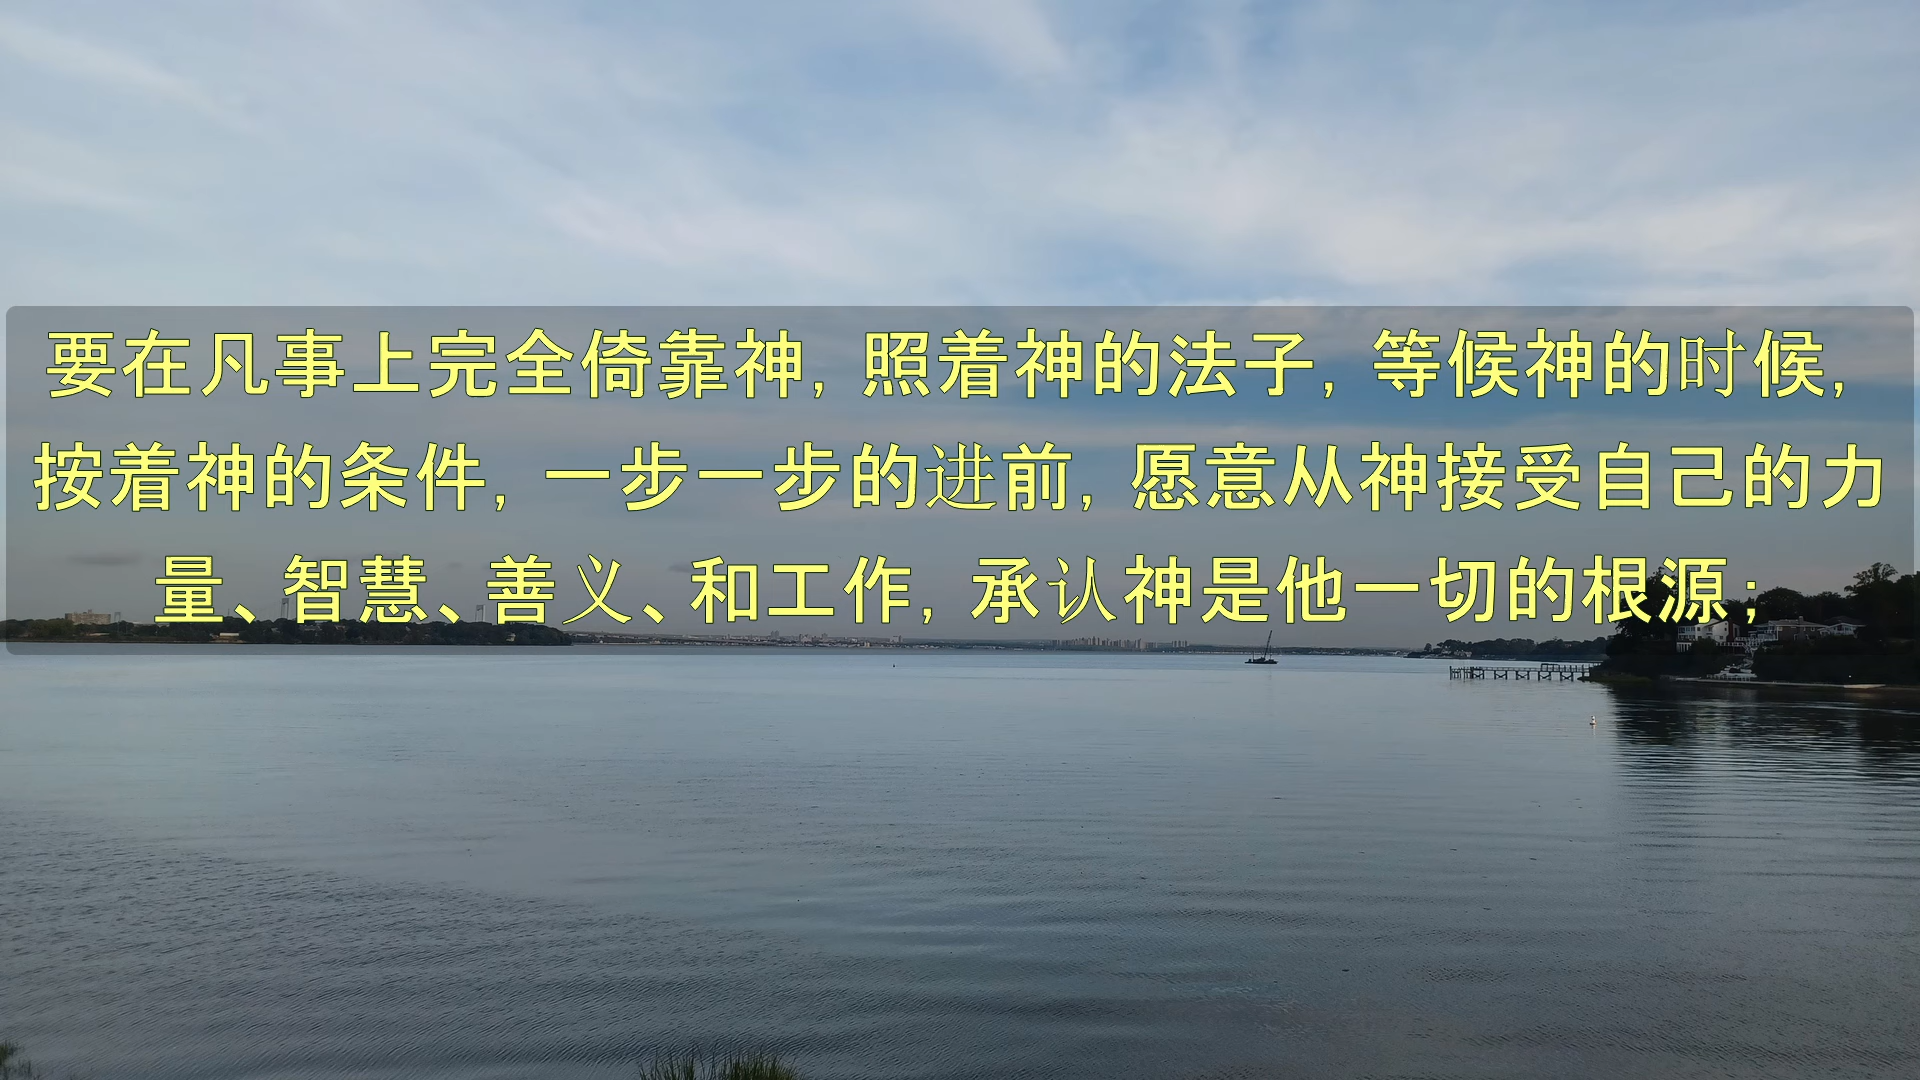 要在凡事上完全倚靠神, 照着神的法子, 等候神的时候,
按着神的条件, 一步一步的进前, 愿意从神接受自己的力
量、智慧、善义、和工作, 承认神是他一切的根源;